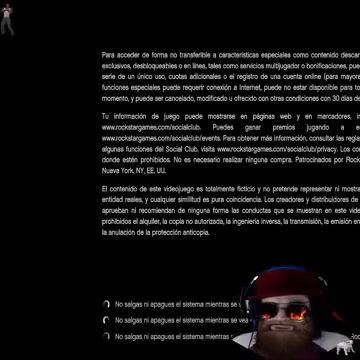 Para acceder de forma no transferible a características especiales como contenido descar
exclusivos, desbloqueables o en línea, tales como servicios multijugador o bonificaciones, pue
serie de un único uso, cuotas adicionales o el registro de una cuenta online (para mayore
funciones especiales puede requerir conexión a Internet, puede no estar disponible para to
momento, y puede ser cancelado, modificado u ofrecido con otras condiciones con 30 días de
Tu información de juego puede mostrarse en páginas web y en marcadores, in
www.rockstargames.com/socialclub. Puedes ganar premios jugando a e
www.rockstargames.com/socialclub/events. Para obtener más información, consultar las regla
algunas funciones del Social Club, visita www.rockstargames.com/socialclub/privacy. Los con
donde estén prohibidos. No es necesario realizar ninguna compra. Patrocinados por Rock
Nueva York, NY, EE. UU.
El contenido de este videojuego es totalmente ficticio y no pretende representar ni mostra
entidad reales, y cualquier similitud es pura coincidencia. Los creadores y distribuidores de
aprueban ni recomiendan de ninguna forma las conductas que se muestran en este vide
prohibidos el alquiler, la copia no autorizada, la ingeniería inversa, la transmisión, la emisión en
la anulación de la protección anticopia.
No salgas ni apagues el sistema mientras se v
No salgas ni apagues el sistema mientras se vea
No salgas ni apagues el sistema mientras